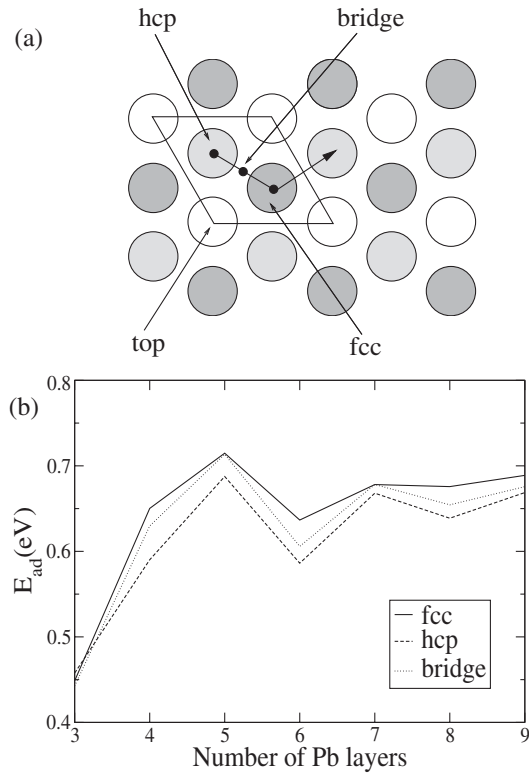 hcp
bridge
(a)
top
fcc
(b)
0.8
0.7
0.6
0.5
0.4
E_ad(eV)
fcc
hcp
bridge
3 4 5 6 7 8 9
Number of Pb layers